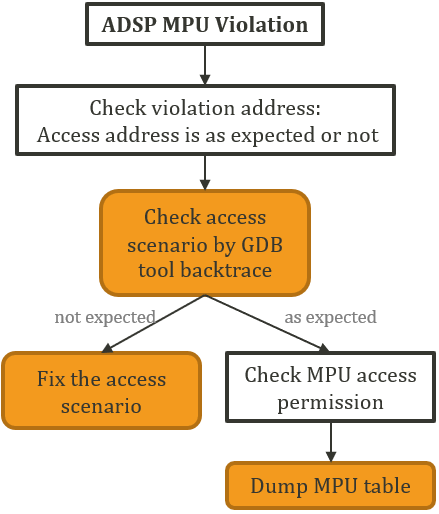 ADSP MPU Violation
Check violation address:
Access address is as expected or not
Check access
scenario by GDB
tool backtrace
not expected
as expected
Fix the access
scenario
Check MPU access
permission
Dump MPU table